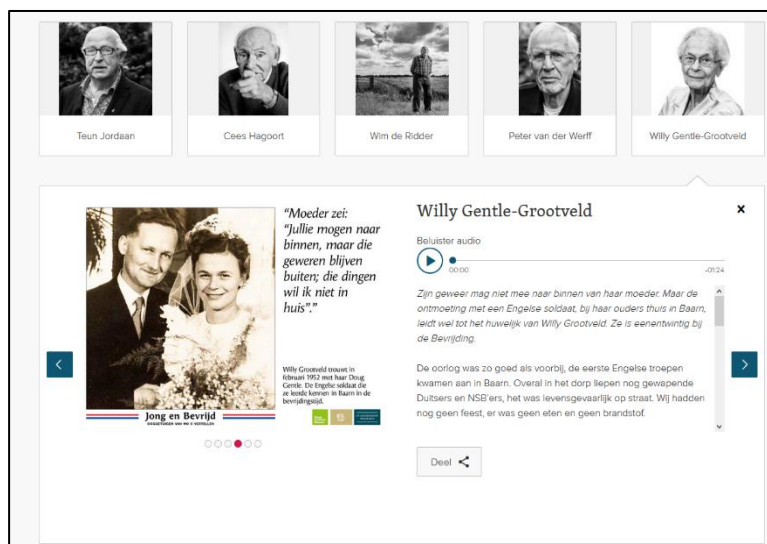 Teun Jordaan
Cees Hagoort
Wim de Ridder
Peter van der Werff
Willy Gentle-Grootveld
"Moeder zei:
"Jullie mogen naar
binnen, maar die
geweren blijven
buiten; die dingen
wil ik niet in
huis"."
Willy Grootveld trouwt in
februari 1952 met haar Doug
Gentle. De Engelse soldaat die
ze leerde kennen in Baarn in de
bevrijdingstijd.
Jong en Bevrijd
OOGGETUIGEN VAN WO II VERTELLEN
Willy Gentle-Grootveld
x
Beluister audio
00:00
-01:24
Zijn geweer mag niet mee naar binnen van haar moeder. Maar de
ontmoeting met een Engelse soldaat, bij haar ouders thuis in Baarn,
leidt wel tot het huwelijk van Willy Grootveld. Ze is eenentwintig bij
de Bevrijding.
De oorlog was zo goed als voorbij, de eerste Engelse troepen
kwamen aan in Baarn. Overal in het dorp liepen nog gewapende
Duitsers en NSB'ers, het was levensgevaarlijk op straat. Wij hadden
nog geen feest, er was geen eten en geen brandstof.
Deel